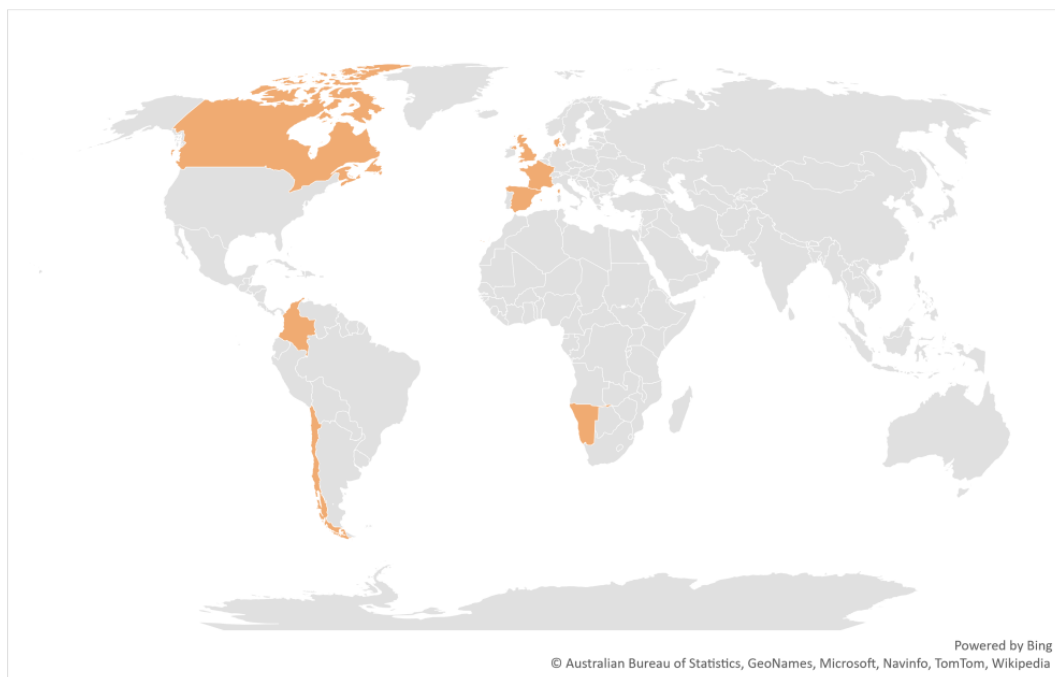 Powered by Bing
© Australian Bureau of Statistics, GeoNames, Microsoft, Navinfo, TomTom, Wikipedia